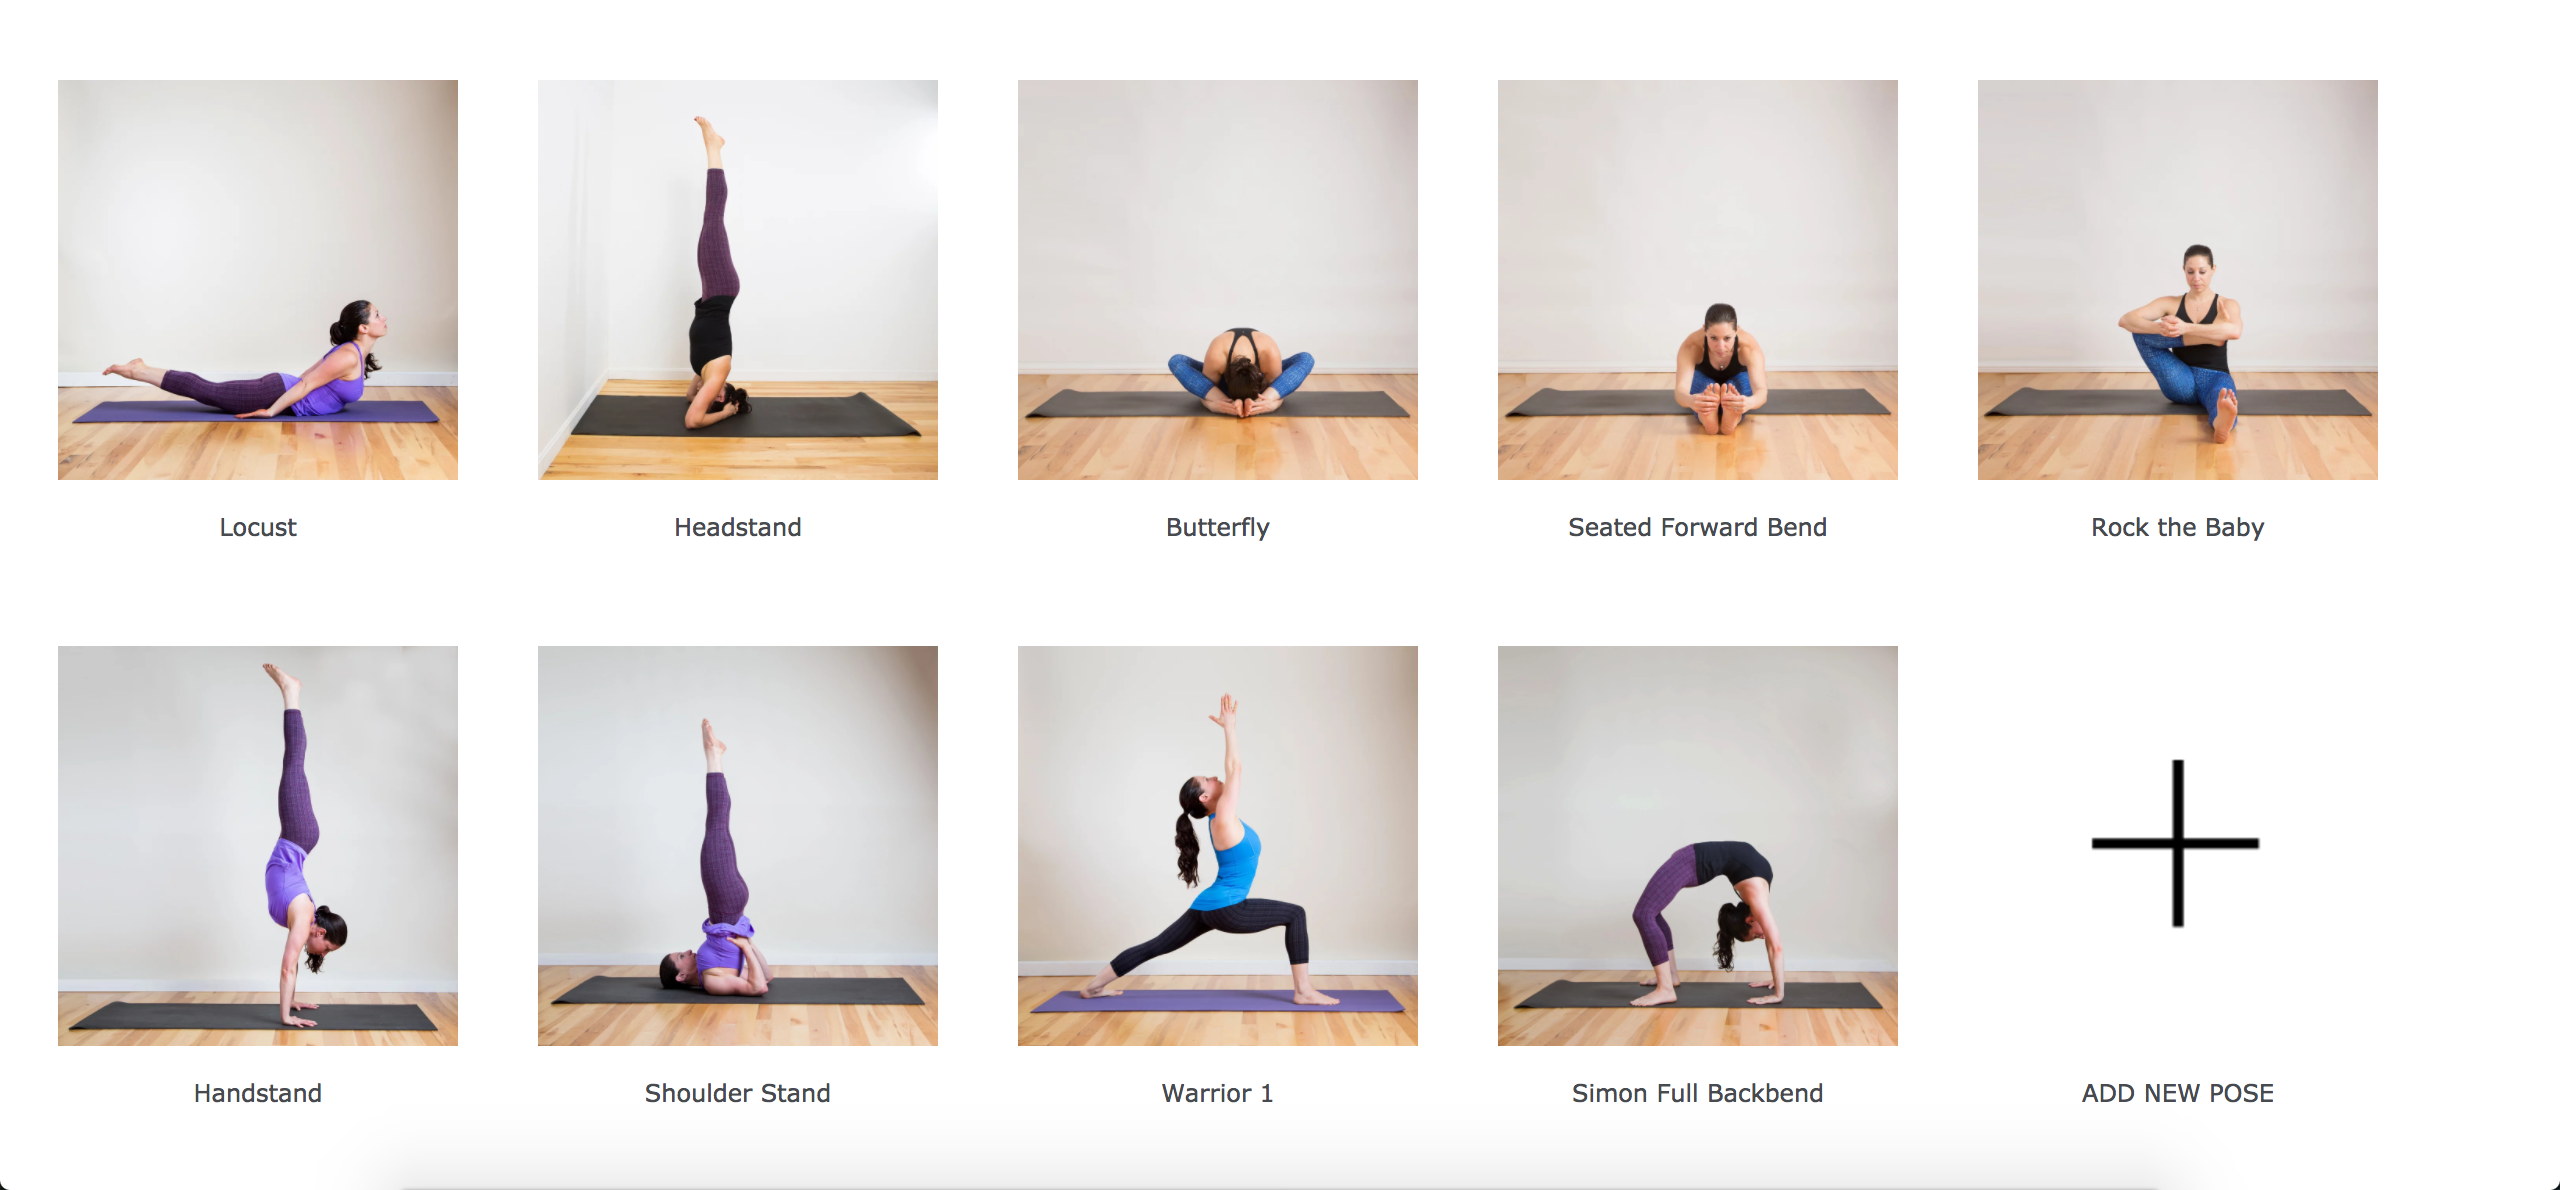 Locust
Headstand
Butterfly
Seated Forward Bend
Rock the Baby
Handstand
Shoulder Stand
Warrior 1
Simon Full Backbend
ADD NEW POSE